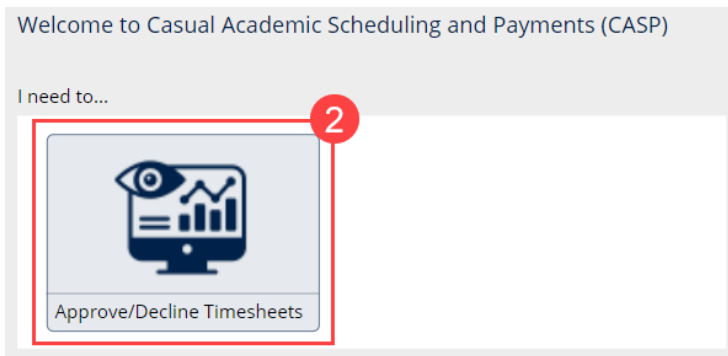 Welcome to Casual Academic Scheduling and Payments (CASP)
I need to...
2
Approve/Decline Timesheets